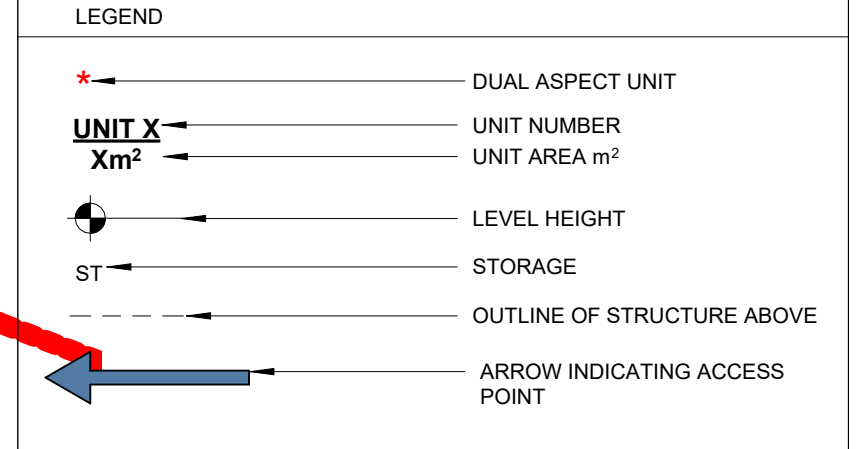 LEGEND
* DUAL ASPECT UNIT
UNIT X UNIT NUMBER
Xm² UNIT AREA m²
LEVEL HEIGHT
ST STORAGE
OUTLINE OF STRUCTURE ABOVE
ARROW INDICATING ACCESS
POINT